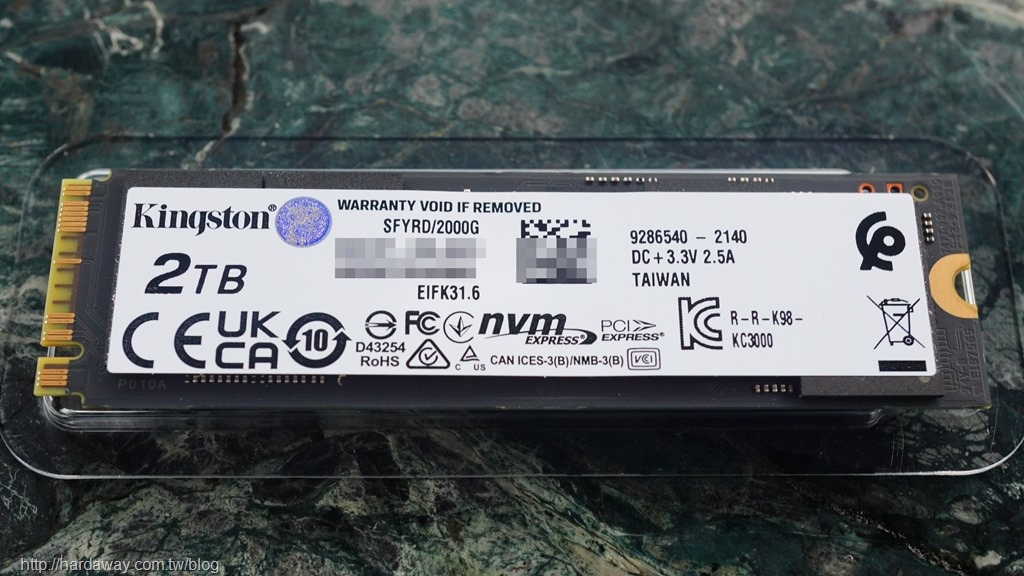 Kingston®
WARRANTY VOID IF REMOVED
SFYRD/2000G
2TB
EIFK31.6
9286540 - 2140
DC+3.3V 2.5A
TAIWAN
CE
UK
CA
10
D43254
RoHS
FC
nvm
EXPRESS®
PCI
EXPRESS®
C US
CAN ICES-3(B)/NMB-3(B)
VCI
R-R-K98-
KC3000
P010A
http://hardaway.com.tw/blog